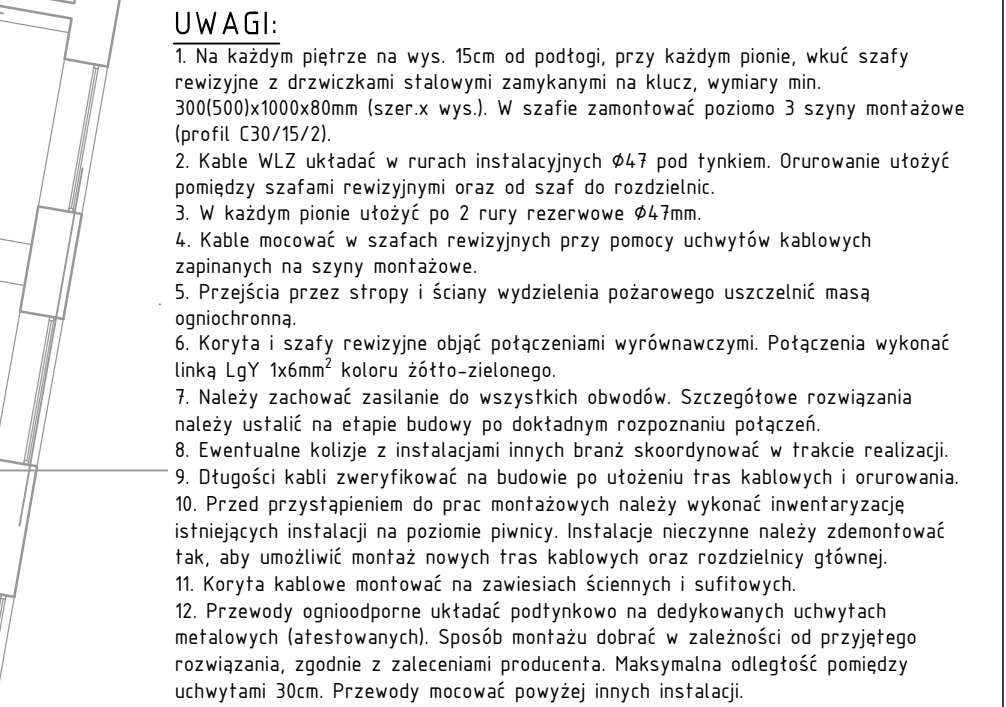 UWAGI:
1. Na każdym piętrze na wys. 15cm od podłogi, przy każdym pionie, wkuć szafy
rewizyjne z drzwiczkami stalowymi zamykanymi na klucz, wymiary min.
300(500)x1000x80mm (szer.x wys.). W szafie zamontować poziomo 3 szyny montażowe
(profil C30/15/2).
2. Kable WLZ układać w rurach instalacyjnych Ø47 pod tynkiem. Orurowanie ułożyć
pomiędzy szafami rewizyjnymi oraz od szaf do rozdzielnic.
3. W każdym pionie ułożyć po 2 rury rezerwowe Ø47mm.
4. Kable mocować w szafach rewizyjnych przy pomocy uchwytów kablowych
zapinanych na szyny montażowe.
5. Przejścia przez stropy i ściany wydzielenia pożarowego uszczelnić masą
ogniochronną.
6. Koryta i szafy rewizyjne objąć połączeniami wyrównawczymi. Połączenia wykonać
linką LgY 1x6mm² koloru żółto-zielonego.
7. Należy zachować zasilanie do wszystkich obwodów. Szczegółowe rozwiązania
należy ustalić na etapie budowy po dokładnym rozpoznaniu połączeń.
8. Ewentualne kolizje z instalacjami innych branż skoordynować w trakcie realizacji.
9. Długości kabli zweryfikować na budowie po ułożeniu tras kablowych i orurowania.
10. Przed przystąpieniem do prac montażowych należy wykonać inwentaryzację
istniejących instalacji na poziomie piwnicy. Instalacje nieczynne należy zdemontować
tak, aby umożliwić montaż nowych tras kablowych oraz rozdzielnicy głównej.
11. Koryta kablowe montować na zawiesiach ściennych i sufitowych.
12. Przewody ognioodporne układać podtynkowo na dedykowanych uchwytach
metalowych (atestowanych). Sposób montażu dobrać w zależności od przyjętego
rozwiązania, zgodnie z zaleceniami producenta. Maksymalna odległość pomiędzy
uchwytami 30cm. Przewody mocować powyżej innych instalacji.